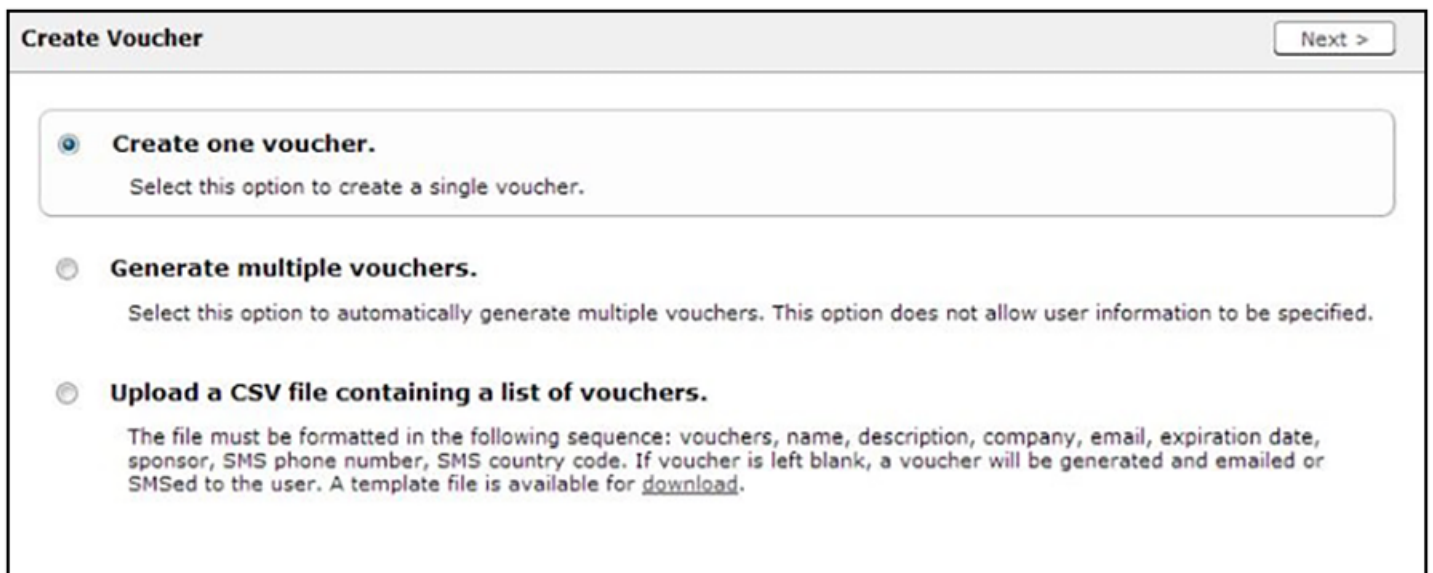 Create Voucher
Next >
Create one voucher.
Select this option to create a single voucher.
Generate multiple vouchers.
Select this option to automatically generate multiple vouchers. This option does not allow user information to be specified.
Upload a CSV file containing a list of vouchers.
The file must be formatted in the following sequence: vouchers, name, description, company, email, expiration date,
sponsor, SMS phone number, SMS country code. If voucher is left blank, a voucher will be generated and emailed or
SMSed to the user. A template file is available for download.